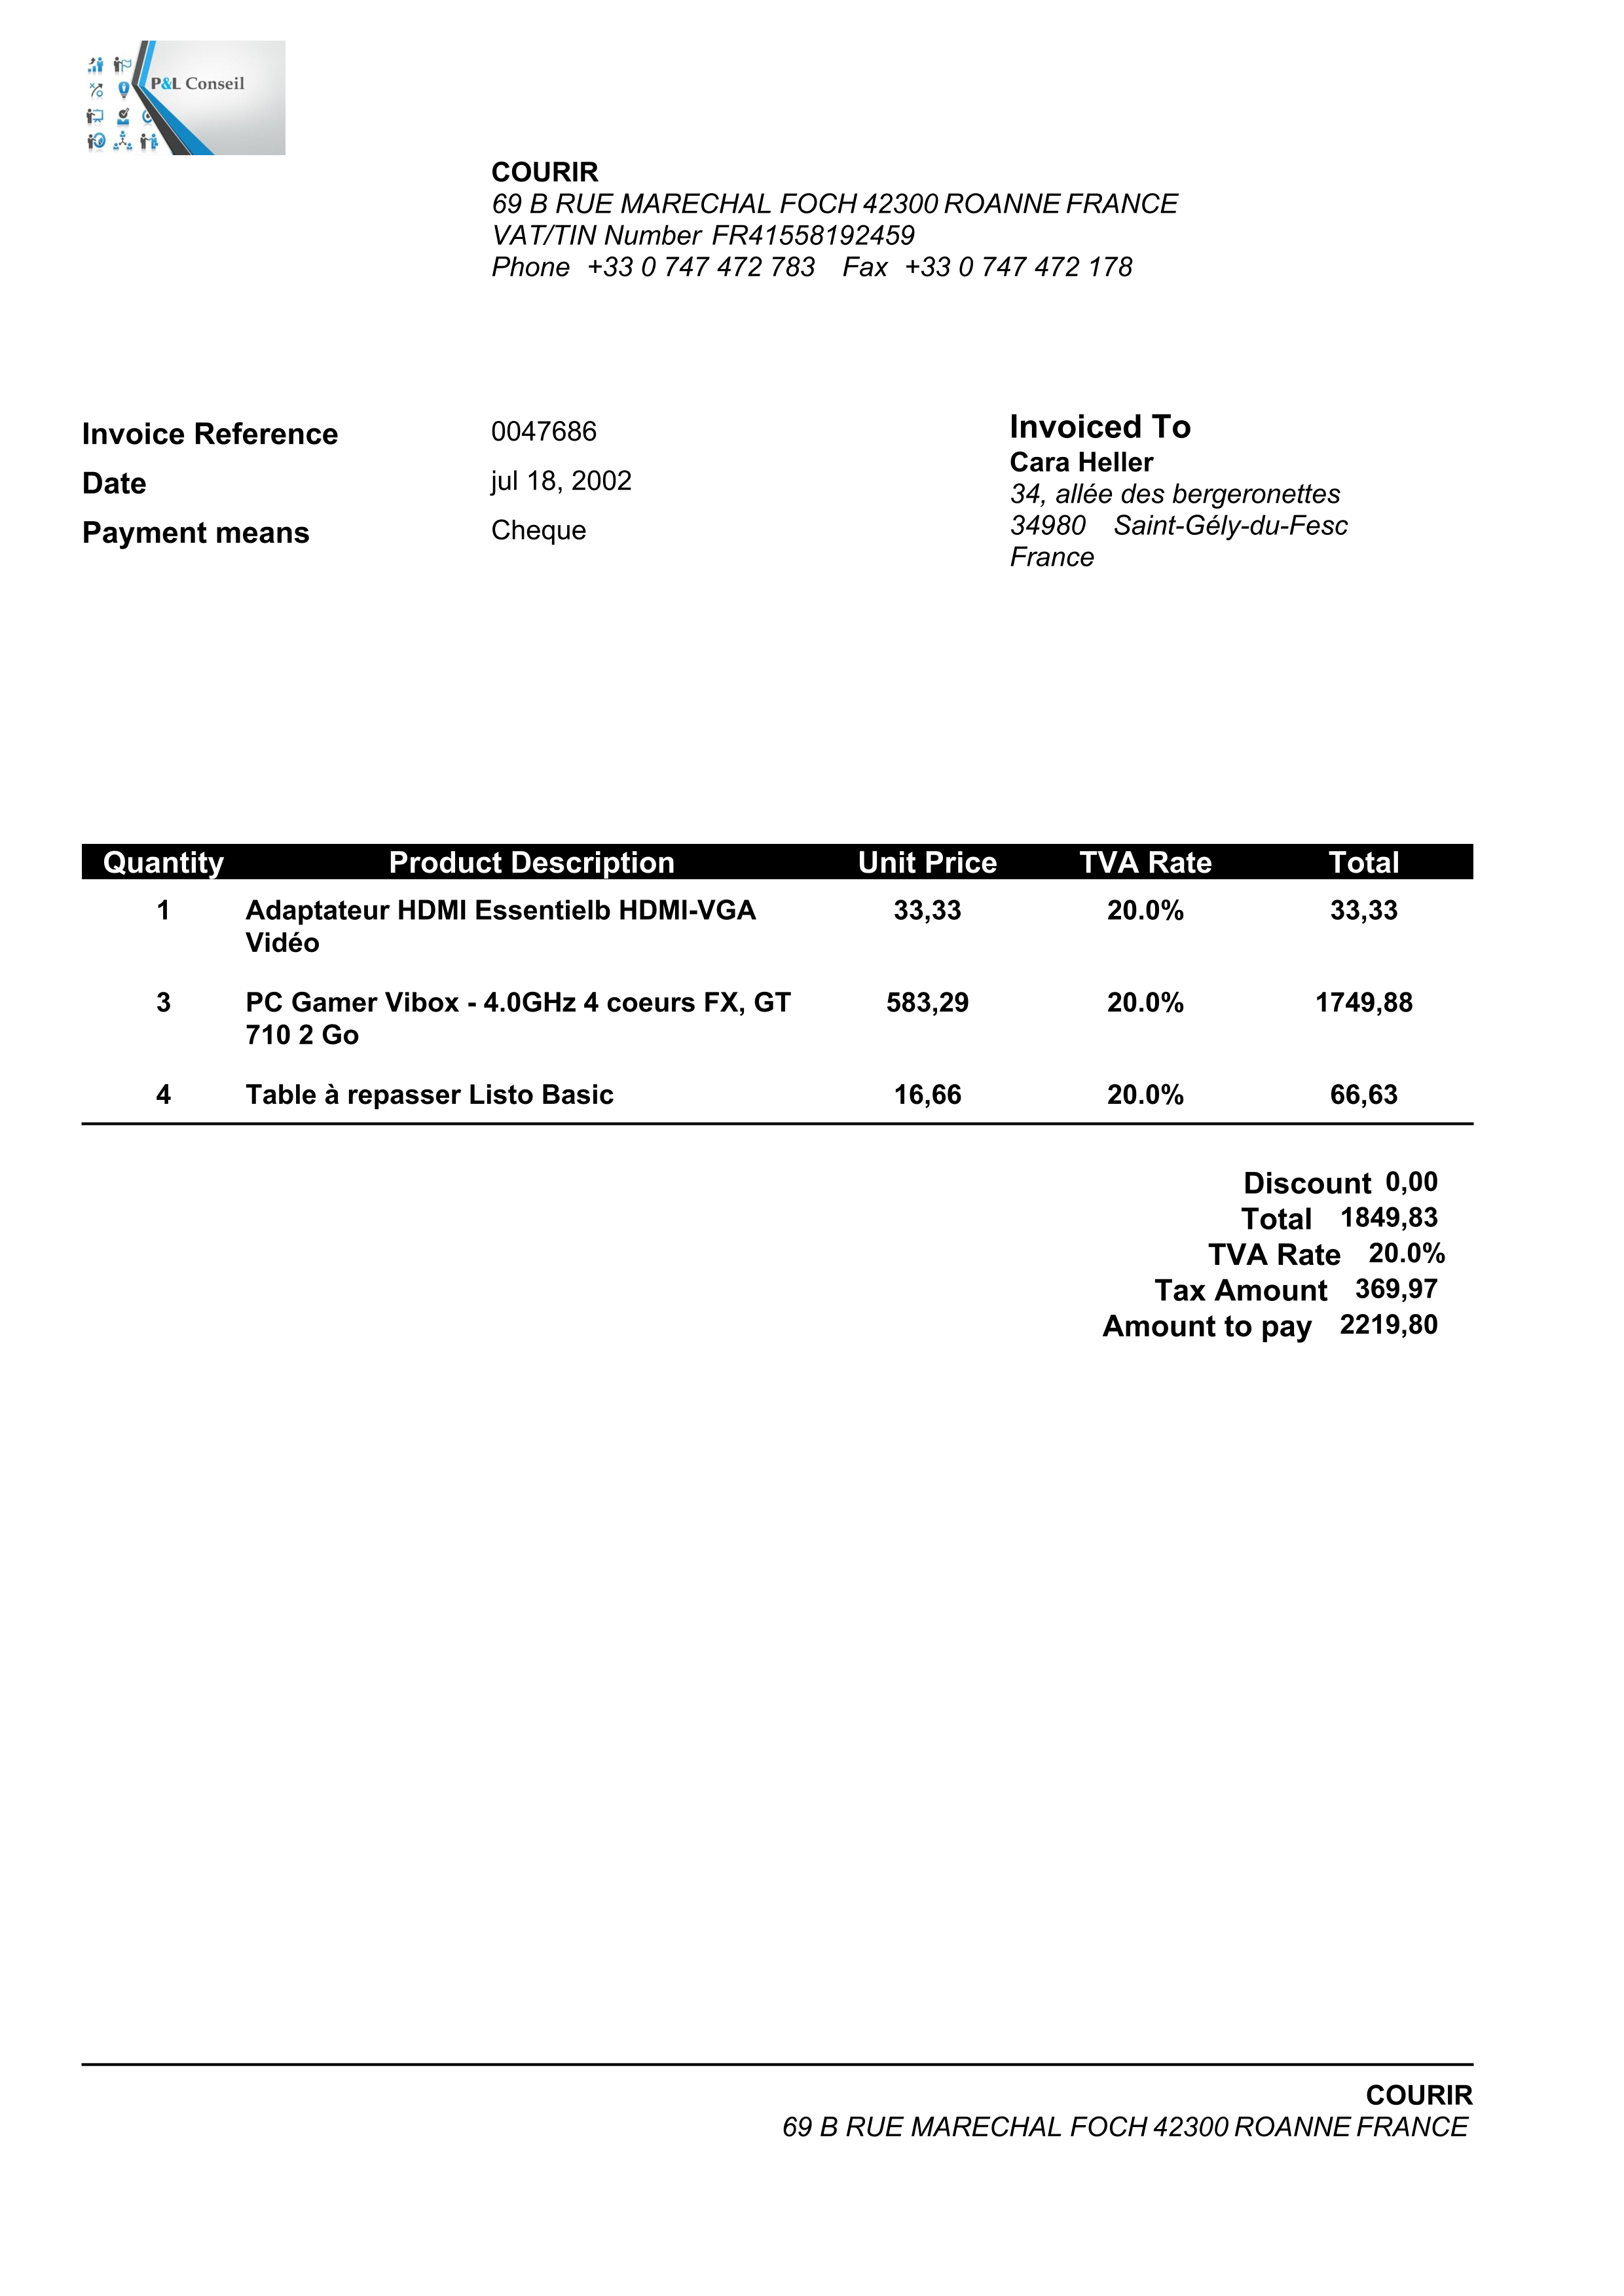 P&L Conseil
COURIR
69 B RUE MARECHAL FOCH 42300 ROANNE FRANCE
VAT/TIN Number FR41558192459
Phone +33 0 747 472 783 Fax +33 0 747 472 178
Invoice Reference 0047686
Date jul 18, 2002
Payment means Cheque
Invoiced To
Cara Heller
34, allée des bergeronettes
34980 Saint-Gély-du-Fesc
France
Quantity Product Description Unit Price TVA Rate Total
1 Adaptateur HDMI Essentielb HDMI-VGA 33,33 20.0% 33,33
Vidéo
3 PC Gamer Vibox - 4.0GHz 4 coeurs FX, GT 583,29 20.0% 1749,88
710 2 Go
4 Table à repasser Listo Basic 16,66 20.0% 66,63
Discount 0,00
Total 1849,83
TVA Rate 20.0%
Tax Amount 369,97
Amount to pay 2219,80
COURIR
69 B RUE MARECHAL FOCH 42300 ROANNE FRANCE